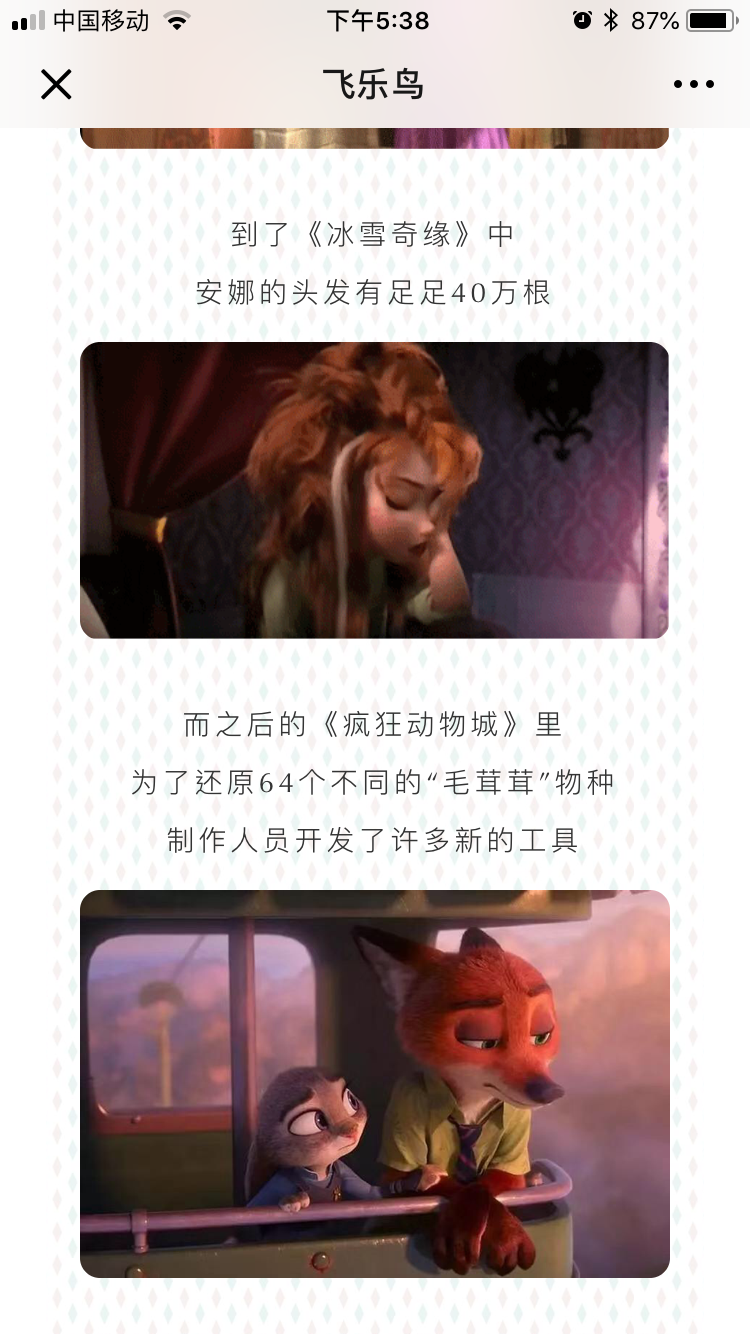 中国移动
下午5:38
87%
飞乐鸟
到了《冰雪奇缘》中
安娜的头发有足足40万根
而之后的《疯狂动物城》里
为了还原64个不同的“毛茸茸”物种
制作人员开发了许多新的工具